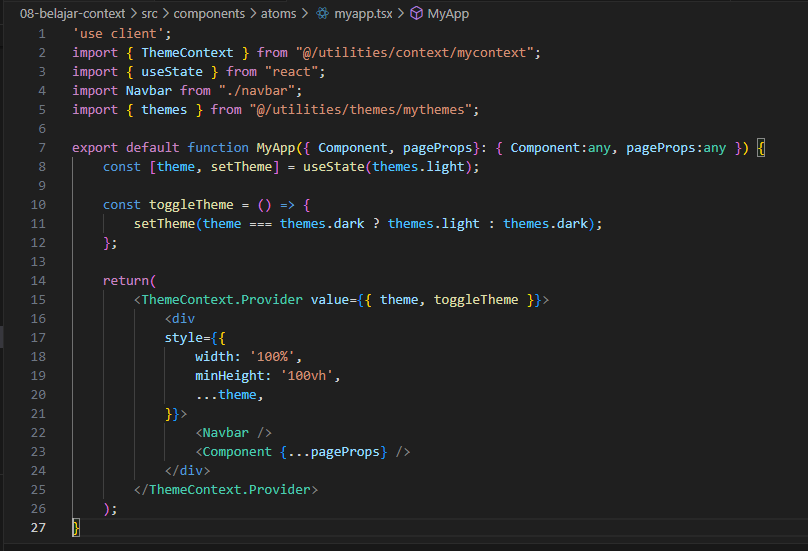 08-belajar-context > src > components > atoms > myapp.tsx > MyApp
1 'use client';
2 import { ThemeContext } from "@/utilities/context/mycontext";
3 import { useState } from "react";
4 import Navbar from "./navbar";
5 import { themes } from "@/utilities/themes/mythemes";
6
7 export default function MyApp({ Component, pageProps}: { Component:any, pageProps:any }) {
8     const [theme, setTheme] = useState(themes.light);
9
10     const toggleTheme = () => {
11         setTheme(theme === themes.dark ? themes.light : themes.dark);
12     };
13
14     return(
15         <ThemeContext.Provider value={{ theme, toggleTheme }}>
16             <div
17             style={{
18                 width: '100%',
19                 minHeight: '100vh',
20                 ...theme,
21             }}>
22                 <Navbar />
23                 <Component {...pageProps} />
24             </div>
25         </ThemeContext.Provider>
26     );
27 }